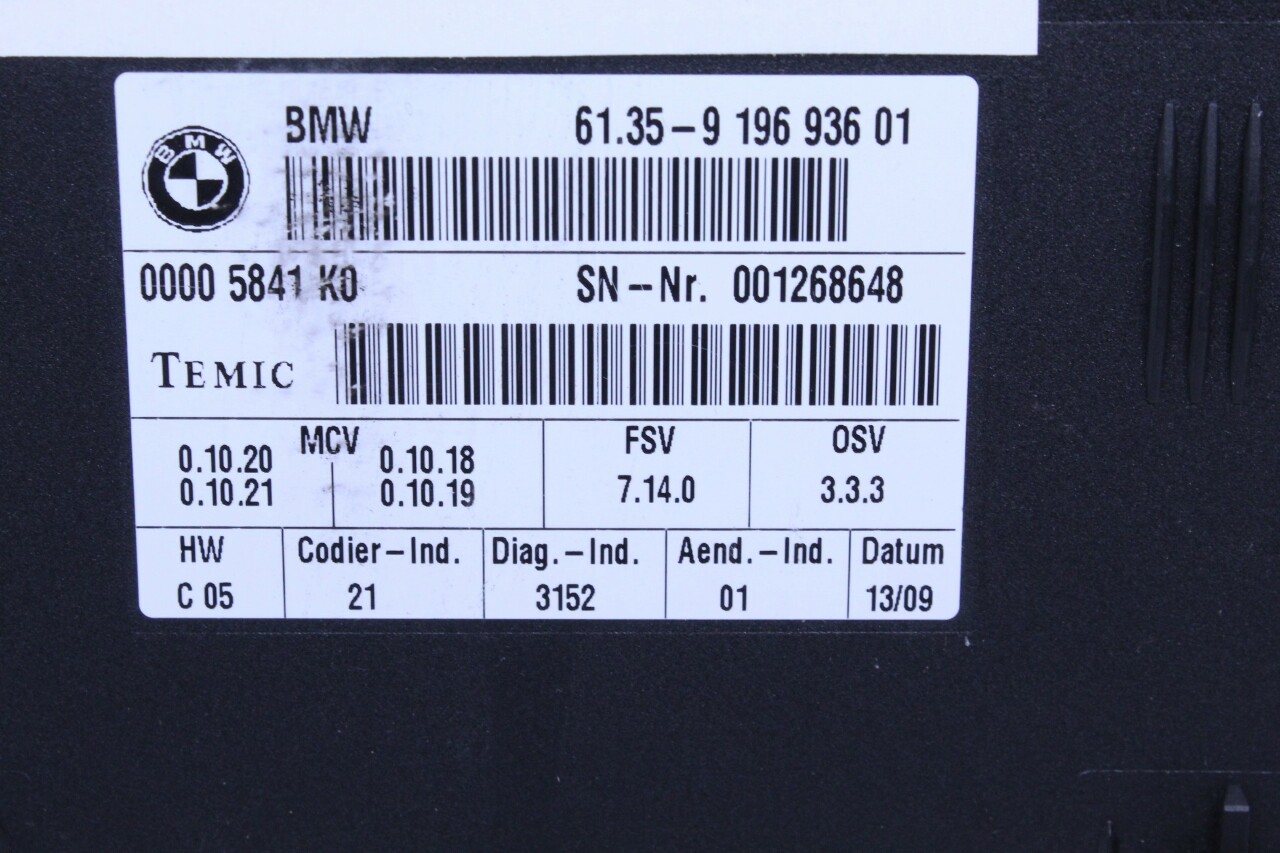 BMW 61.35-9 196 936 01
BMW
0000 5841 K0 SN-Nr. 001268648
TEMIC
MCV FSV OSV
0.10.20 0.10.18 7.14.0 3.3.3
0.10.21 0.10.19
HW Codier-Ind. Diag.-Ind. Aend.-Ind. Datum
C 05 21 3152 01 13/09